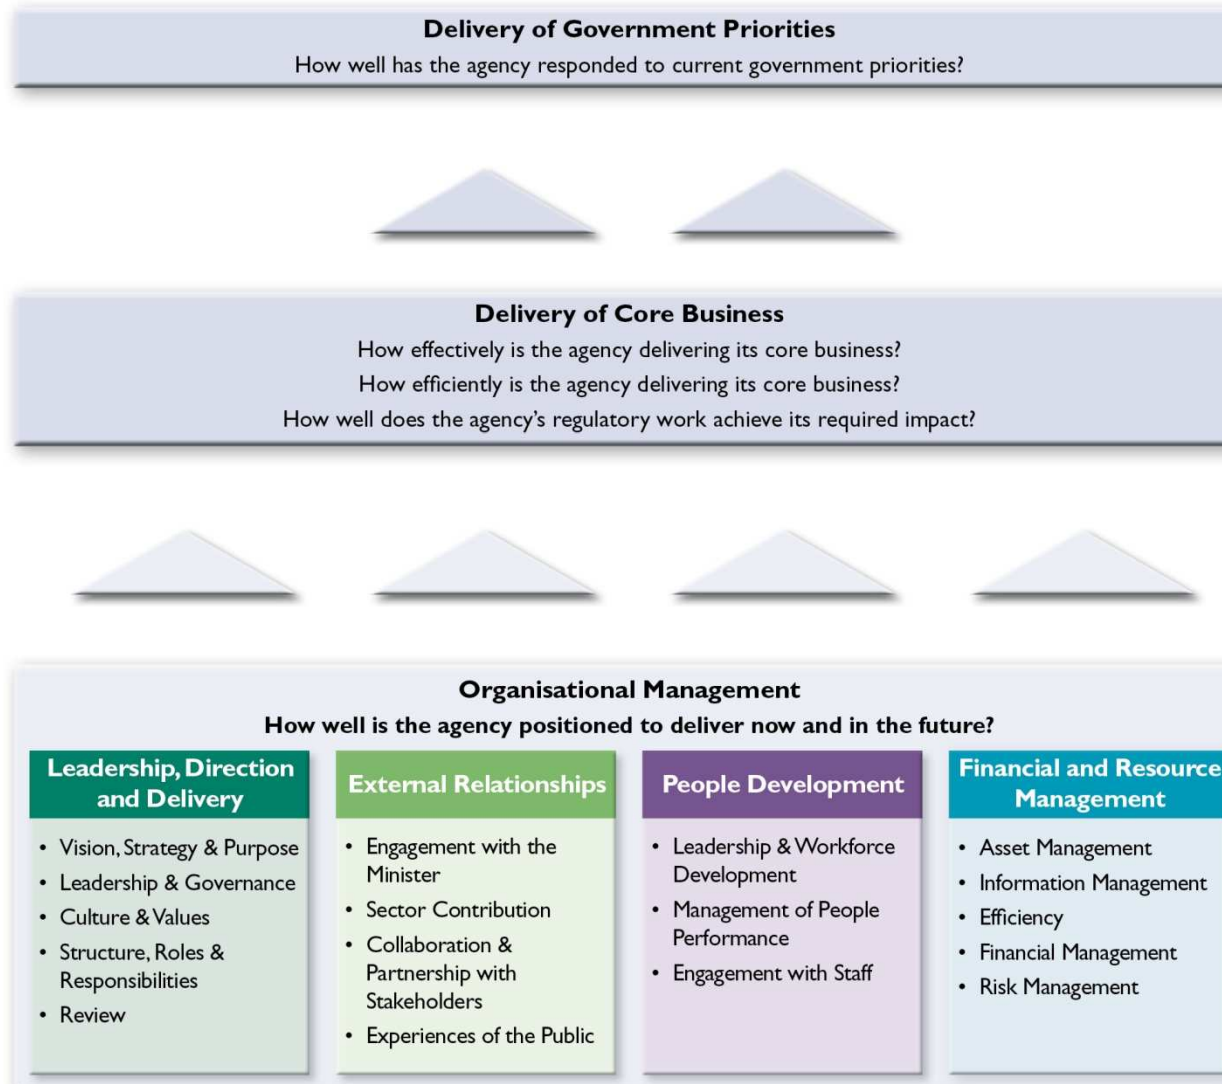 Delivery of Government Priorities
How well has the agency responded to current government priorities?
Delivery of Core Business
How effectively is the agency delivering its core business?
How efficiently is the agency delivering its core business?
How well does the agency's regulatory work achieve its required impact?
Organisational Management
How well is the agency positioned to deliver now and in the future?
Leadership, Direction
and Delivery
• Vision, Strategy & Purpose
• Leadership & Governance
• Culture & Values
• Structure, Roles &
Responsibilities
• Review
External Relationships
• Engagement with the
Minister
• Sector Contribution
• Collaboration &
Partnership with
Stakeholders
• Experiences of the Public
People Development
• Leadership & Workforce
Development
• Management of People
Performance
• Engagement with Staff
Financial and Resource
Management
• Asset Management
• Information Management
• Efficiency
• Financial Management
• Risk Management